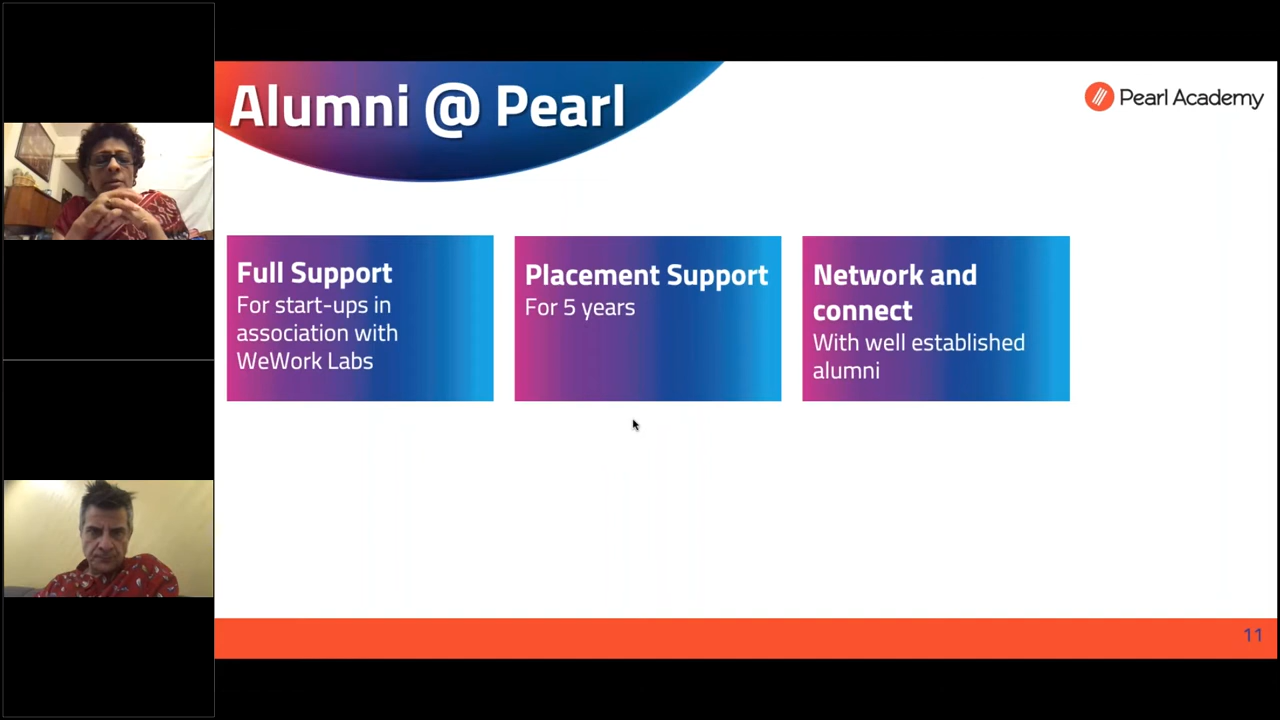 Alumni @ Pearl
Pearl Academy
Full Support
For start-ups in
association with
WeWork Labs
Placement Support
For 5 years
Network and
connect
With well established
alumni
11